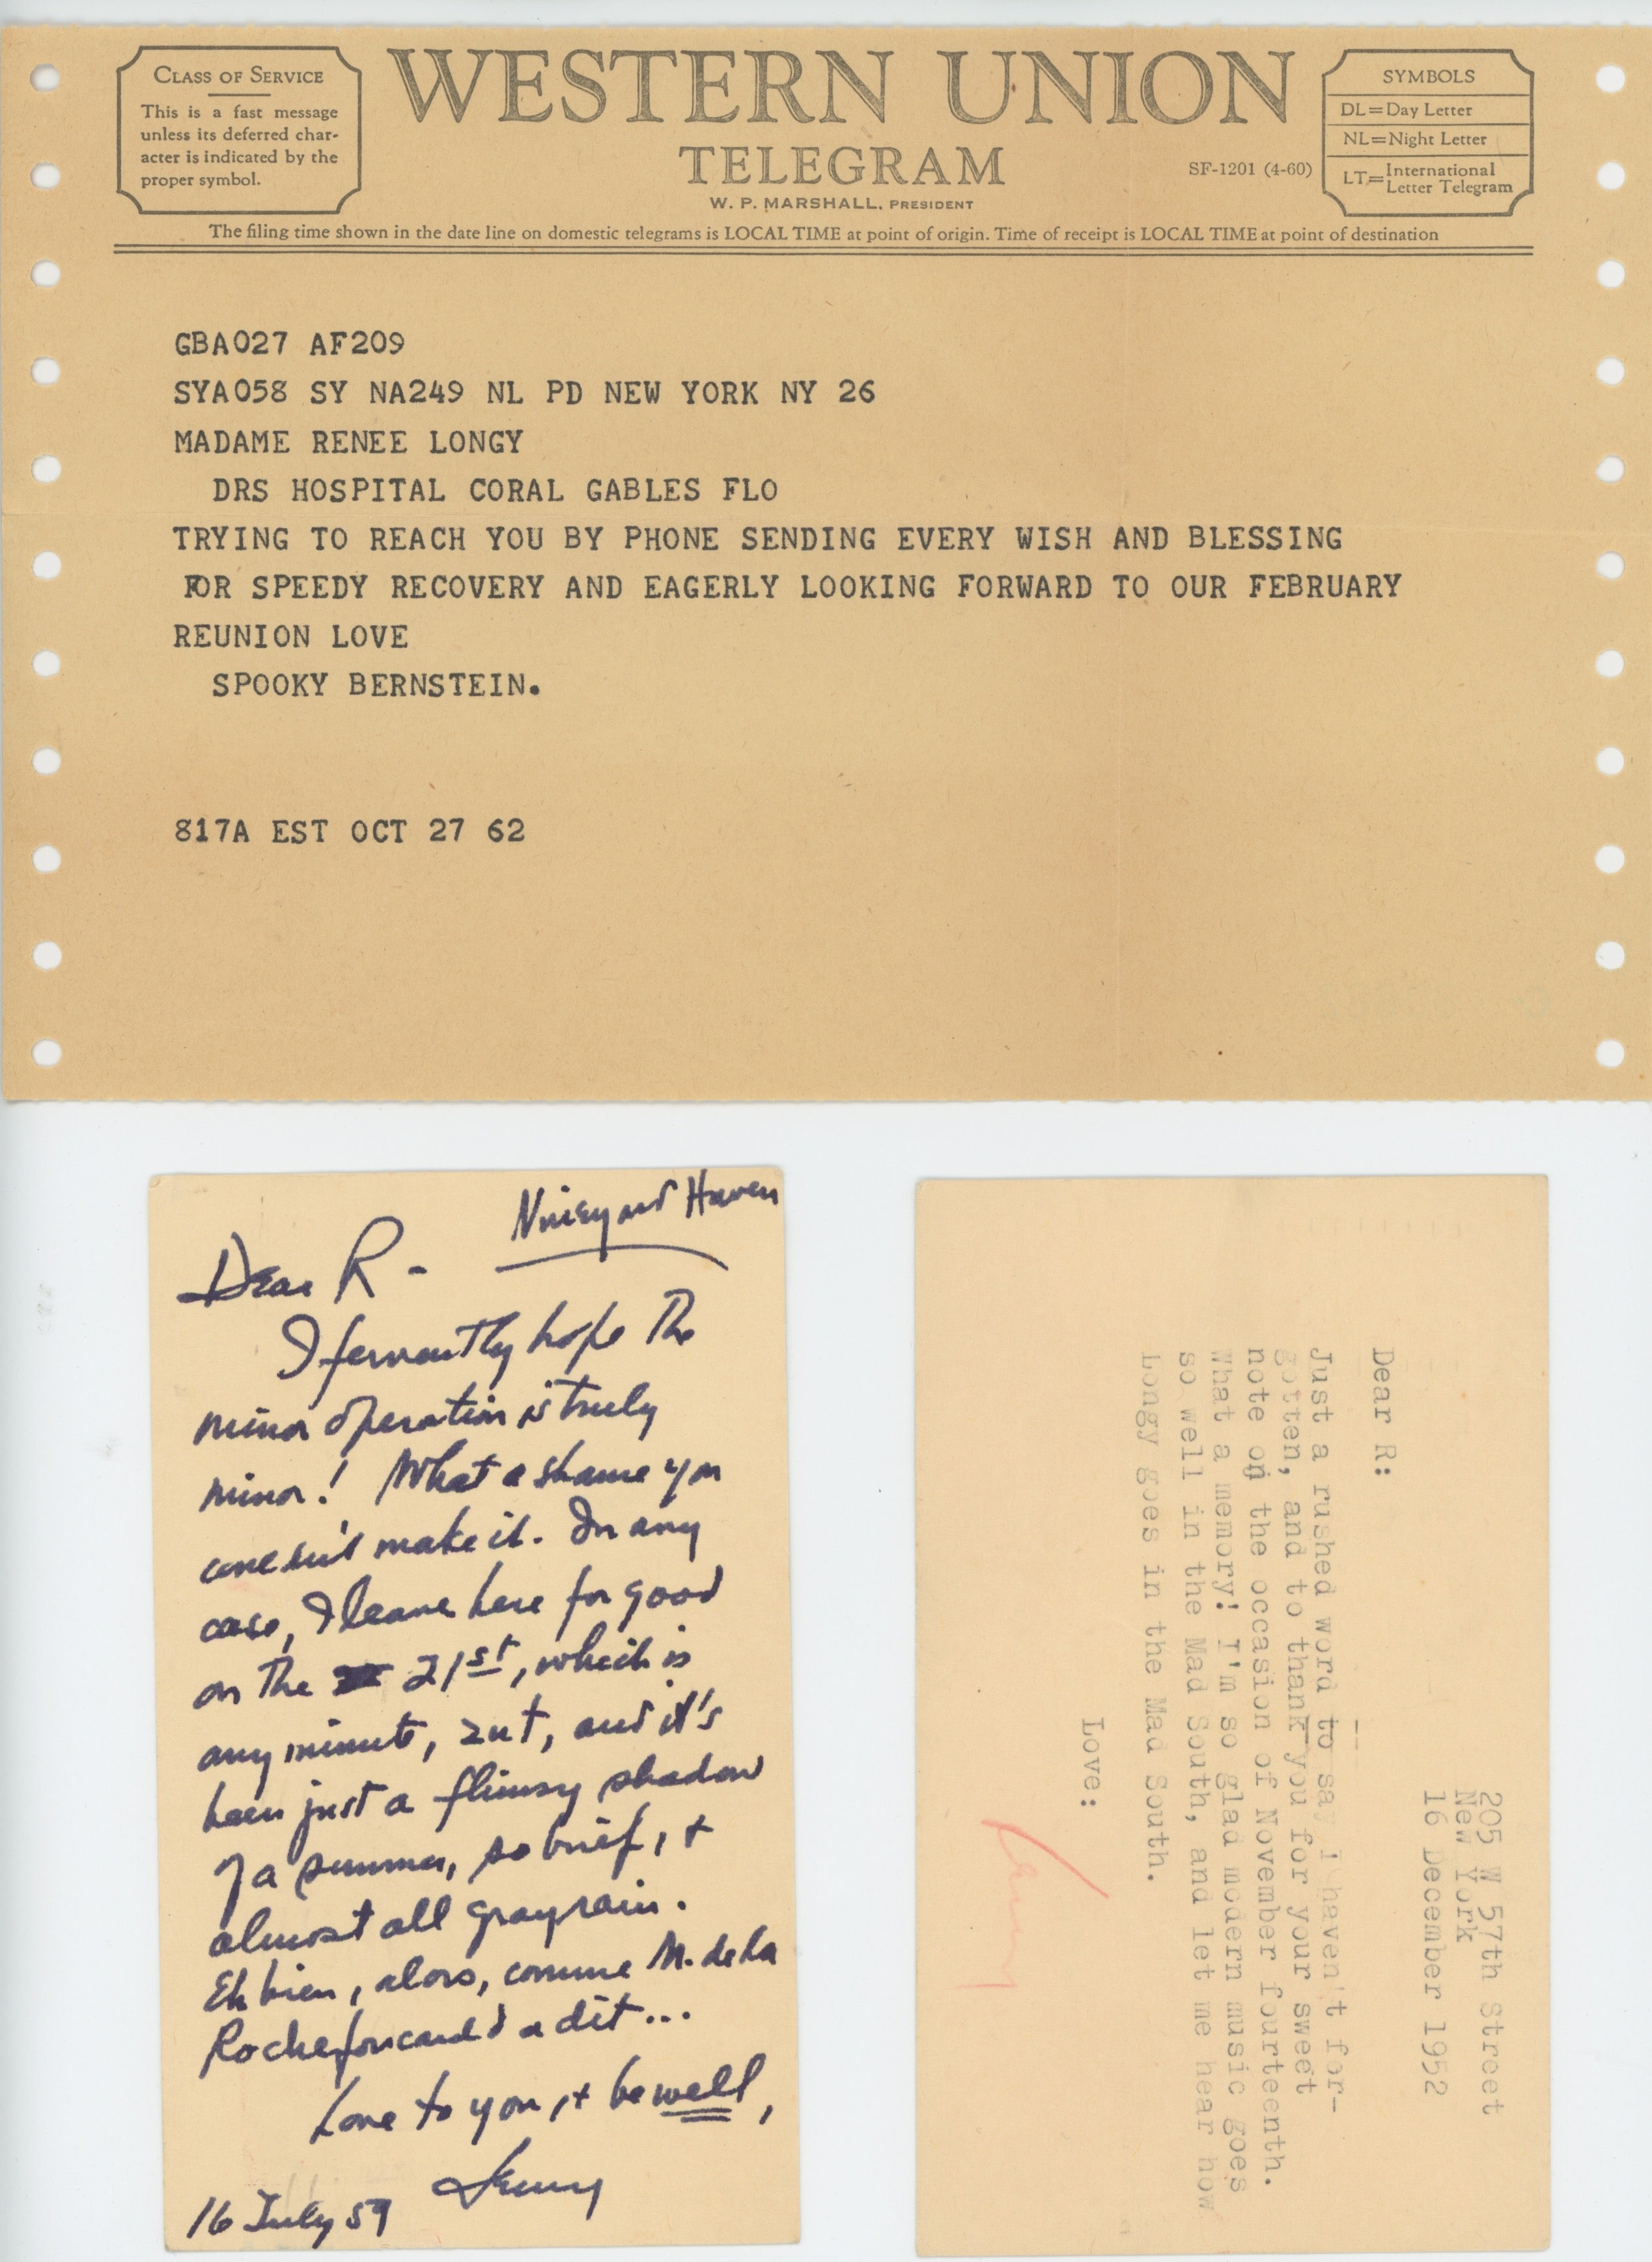 CLASS OF SERVICE
This is a fast message
unless its deferred char-
acter is indicated by the
proper symbol.
WESTERN UNION
TELEGRAM
W. P. MARSHALL, PRESIDENT
SF-1201 (4-60)
SYMBOLS
DL=Day Letter
NL=Night Letter
LT=International Letter Telegram
The filing time shown in the date line on domestic telegrams is LOCAL TIME at point of origin. Time of receipt is LOCAL TIME at point of destination
GBA027 AF209
SYA058 SY NA249 NL PD NEW YORK NY 26
MADAME RENEE LONGY
DRS HOSPITAL CORAL GABLES FLO
TRYING TO REACH YOU BY PHONE SENDING EVERY WISH AND BLESSING
FOR SPEEDY RECOVERY AND EAGERLY LOOKING FORWARD TO OUR FEBRUARY
REUNION LOVE
SPOOKY BERNSTEIN.
817A EST OCT 27 62
Vineyard Haven
Dear R -
I fervently hope the
minor operation is truly
minor! What a shame you
couldn't make it. In any
case, I leave here for good
on the 21st, which is
any minute, zut, and it's
been just a flimsy shadow
of a summer, so brief, +
almost all gray rain.
Eh bien, alors, comme M. de la
Rochefoucauld a dit...
Love to you, + be well,
Lenny
16 July 59
205 W 57th Street
New York
16 December 1952
Dear R:
--
Just a rushed word to say I haven't for-
gotten, and to thank you for your sweet
note on the occasion of November fourteenth.
What a memory! I'm so glad modern music goes
so well in the Mad South, and let me hear how
Longy goes in the Mad South.
Love:
Lenny